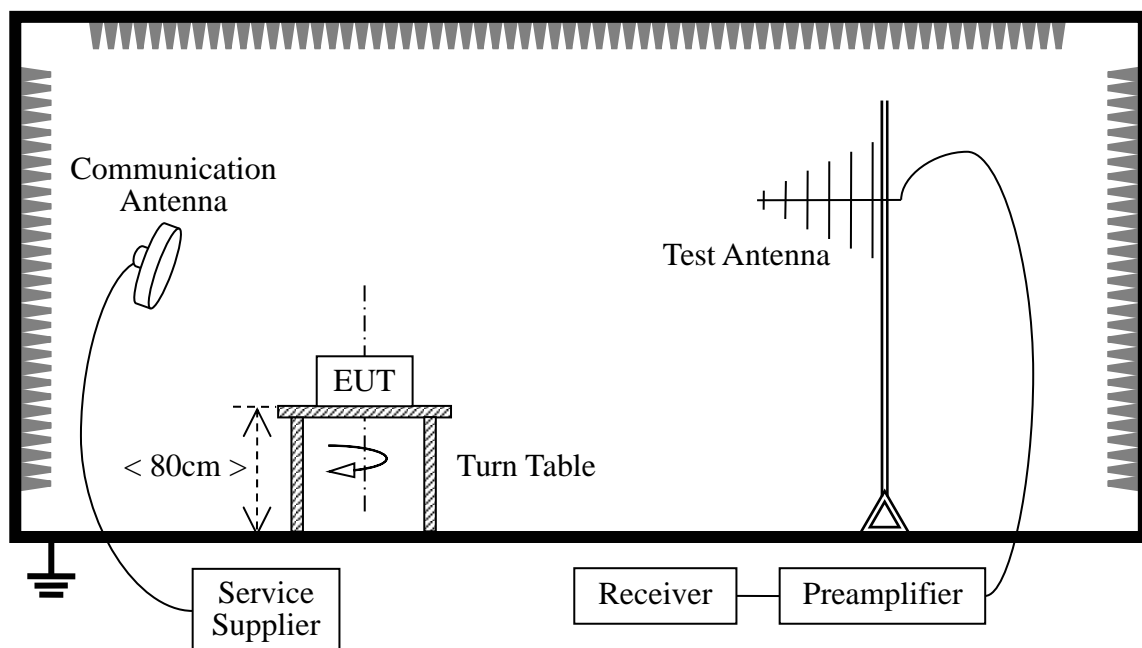 Communication
Antenna
Test Antenna
EUT
< 80cm >
Turn Table
Service
Supplier
Receiver
Preamplifier